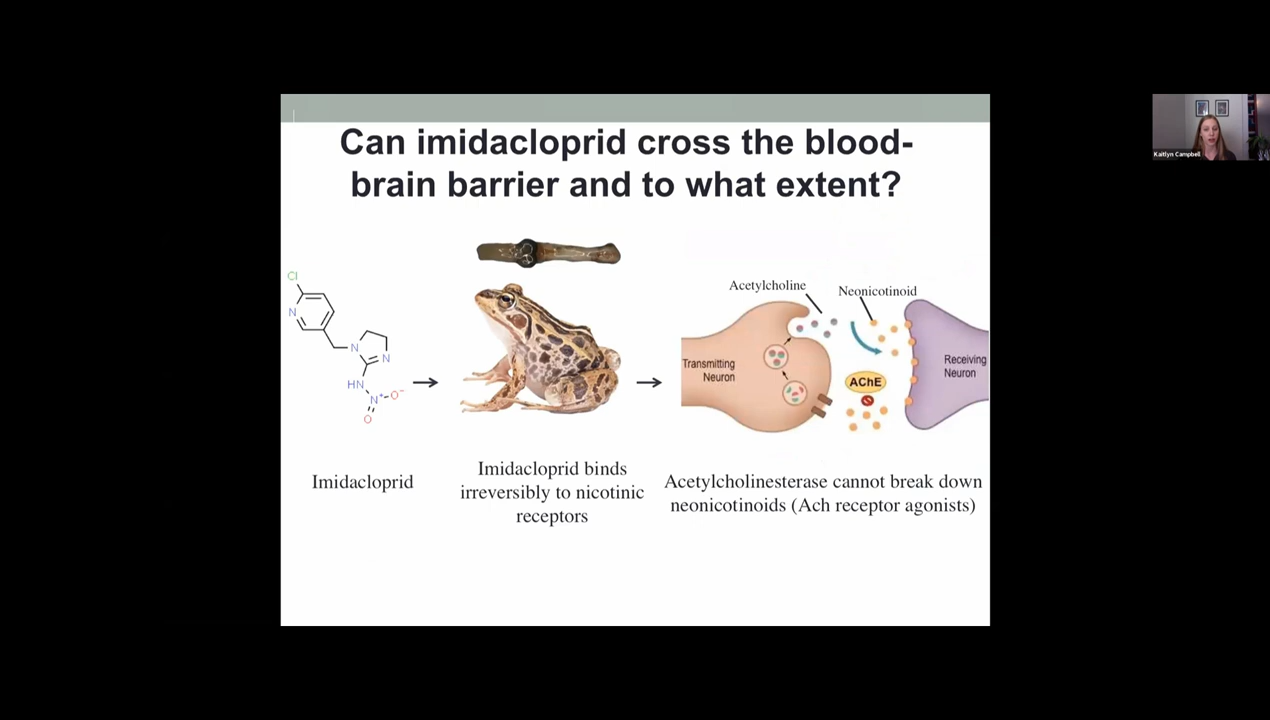 Can imidacloprid cross the blood-
brain barrier and to what extent?
Kaitlyn Campbell
Cl
N
N
N
HN
N+
O-
O
Imidacloprid
Imidacloprid binds
irreversibly to nicotinic
receptors
Acetylcholine
Neonicotinoid
Transmitting
Neuron
AChE
Receiving
Neuron
Acetylcholinesterase cannot break down
neonicotinoids (Ach receptor agonists)